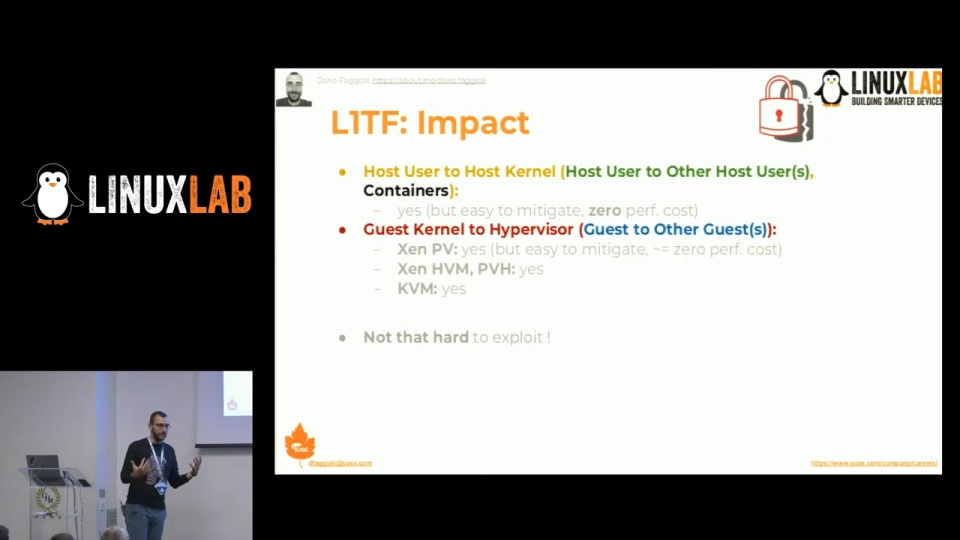 LINUXLAB
Dario Faggioli https://about.me/dario.faggioli
LINUXLAB
BUILDING SMARTER DEVICES
L1TF: Impact
● Host User to Host Kernel (Host User to Other Host User(s),
Containers):
– yes (but easy to mitigate, zero perf. cost)
● Guest Kernel to Hypervisor (Guest to Other Guest(s)):
– Xen PV: yes (but easy to mitigate, ~= zero perf. cost)
– Xen HVM, PVH: yes
– KVM: yes
● Not that hard to exploit !
SUSE
dfaggioli@suse.com
https://www.suse.com/company/careers/